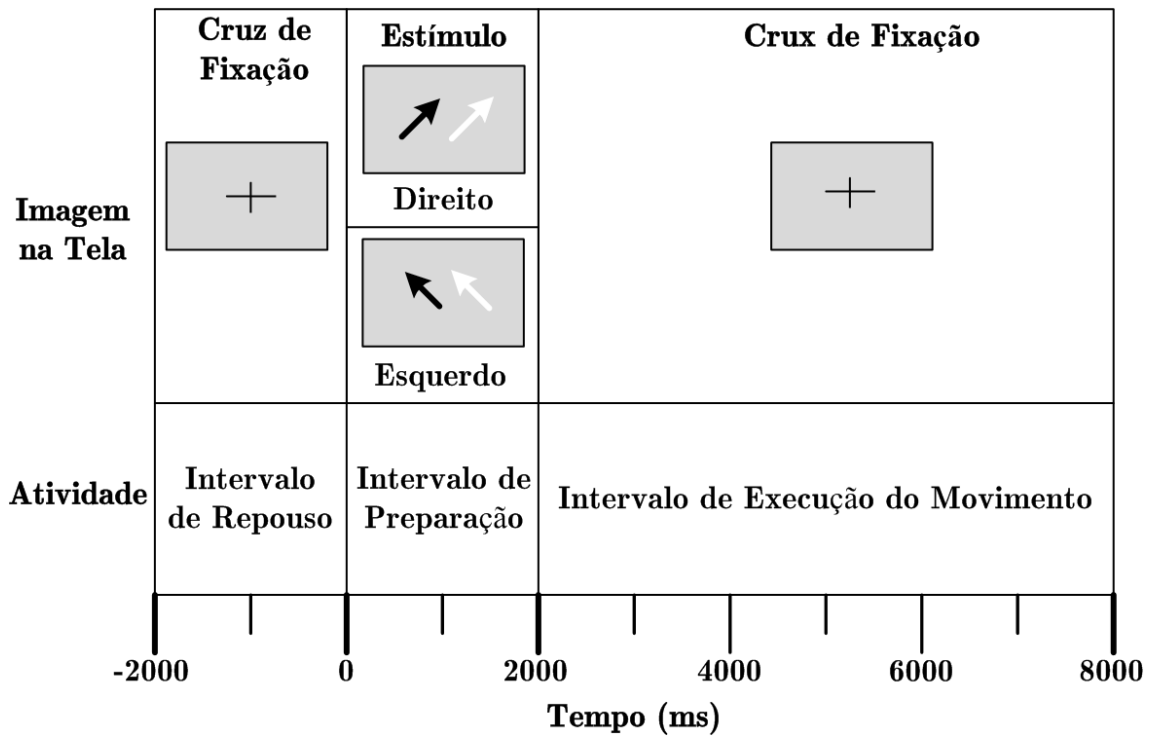 Cruz de
Fixação
Estímulo
Crux de Fixação
Direito
Imagem
na Tela
Esquerdo
Atividade
Intervalo
de Repouso
Intervalo de
Preparação
Intervalo de Execução do Movimento
-2000
0
2000
4000
6000
8000
Tempo (ms)